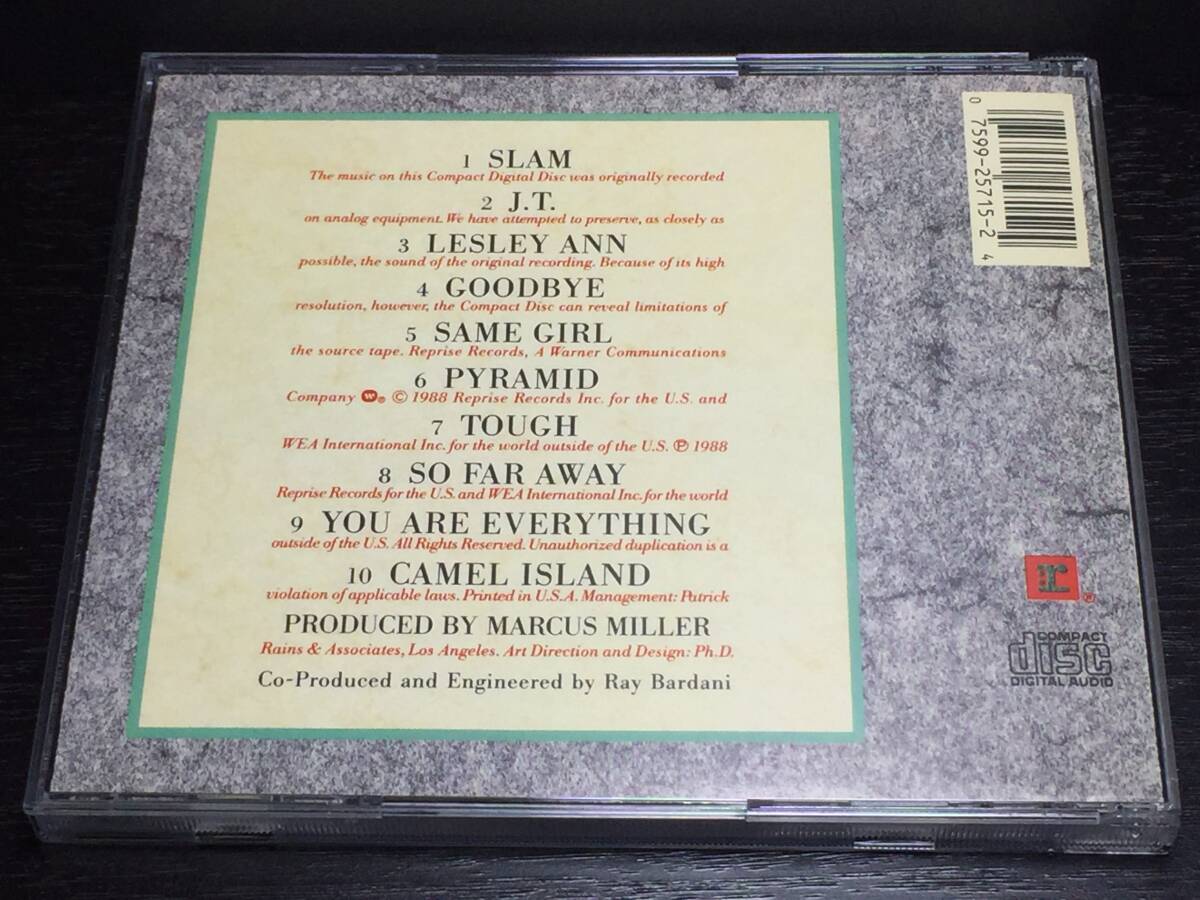 1 SLAM
The music on this Compact Digital Disc was originally recorded
2 J.T.
on analog equipment. We have attempted to preserve, as closely as
3 LESLEY ANN
possible, the sound of the original recording. Because of its high
4 GOODBYE
resolution, however, the Compact Disc can reveal limitations of
5 SAME GIRL
the source tape. Reprise Records, A Warner Communications
6 PYRAMID
Company W® © 1988 Reprise Records Inc. for the U.S. and
7 TOUGH
WEA International Inc. for the world outside of the U.S. ℗ 1988
8 SO FAR AWAY
Reprise Records for the U.S. and WEA International Inc. for the world
9 YOU ARE EVERYTHING
outside of the U.S. All Rights Reserved. Unauthorized duplication is a
10 CAMEL ISLAND
violation of applicable laws. Printed in U.S.A. Management: Patrick
PRODUCED BY MARCUS MILLER
Rains & Associates, Los Angeles. Art Direction and Design: Ph.D.
Co-Produced and Engineered by Ray Bardani
0 7599-25715-2 4
r®
COMPACT
disc
DIGITAL AUDIO